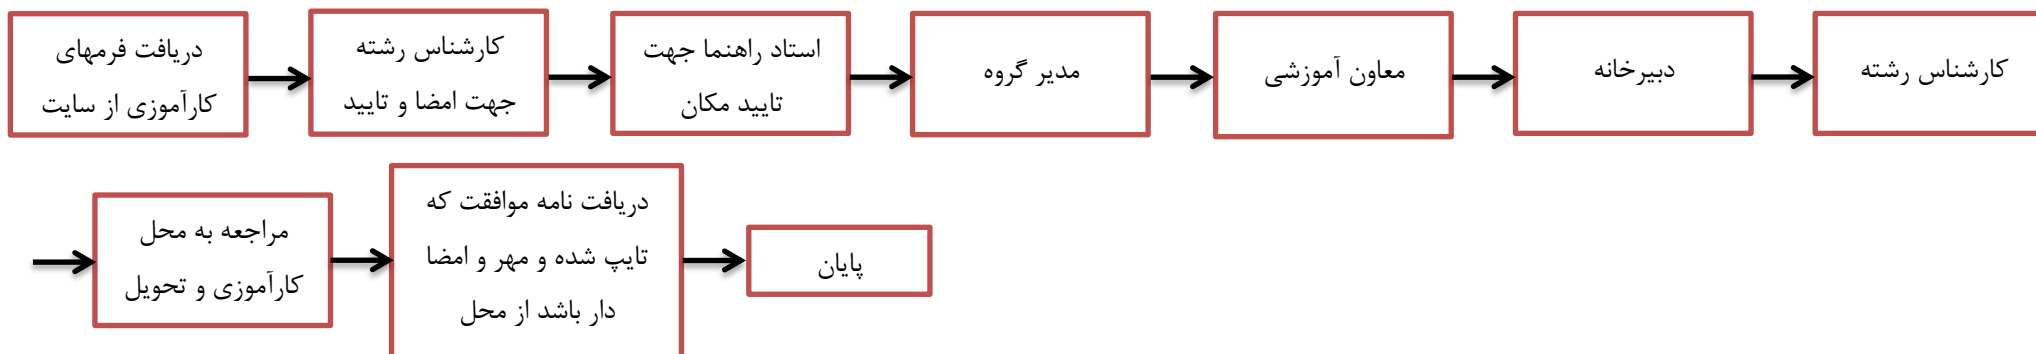 دریافت فرمهای
کارآموزی از سایت
کارشناس رشته
جهت امضا و تایید
استاد راهنما جهت
تایید مکان
مدیر گروه
معاون آموزشی
دبیرخانه
کارشناس رشته
مراجعه به محل
کارآموزی و تحویل
دریافت نامه موافقت که
تایپ شده و مهر و امضا
دار باشد از محل
پایان